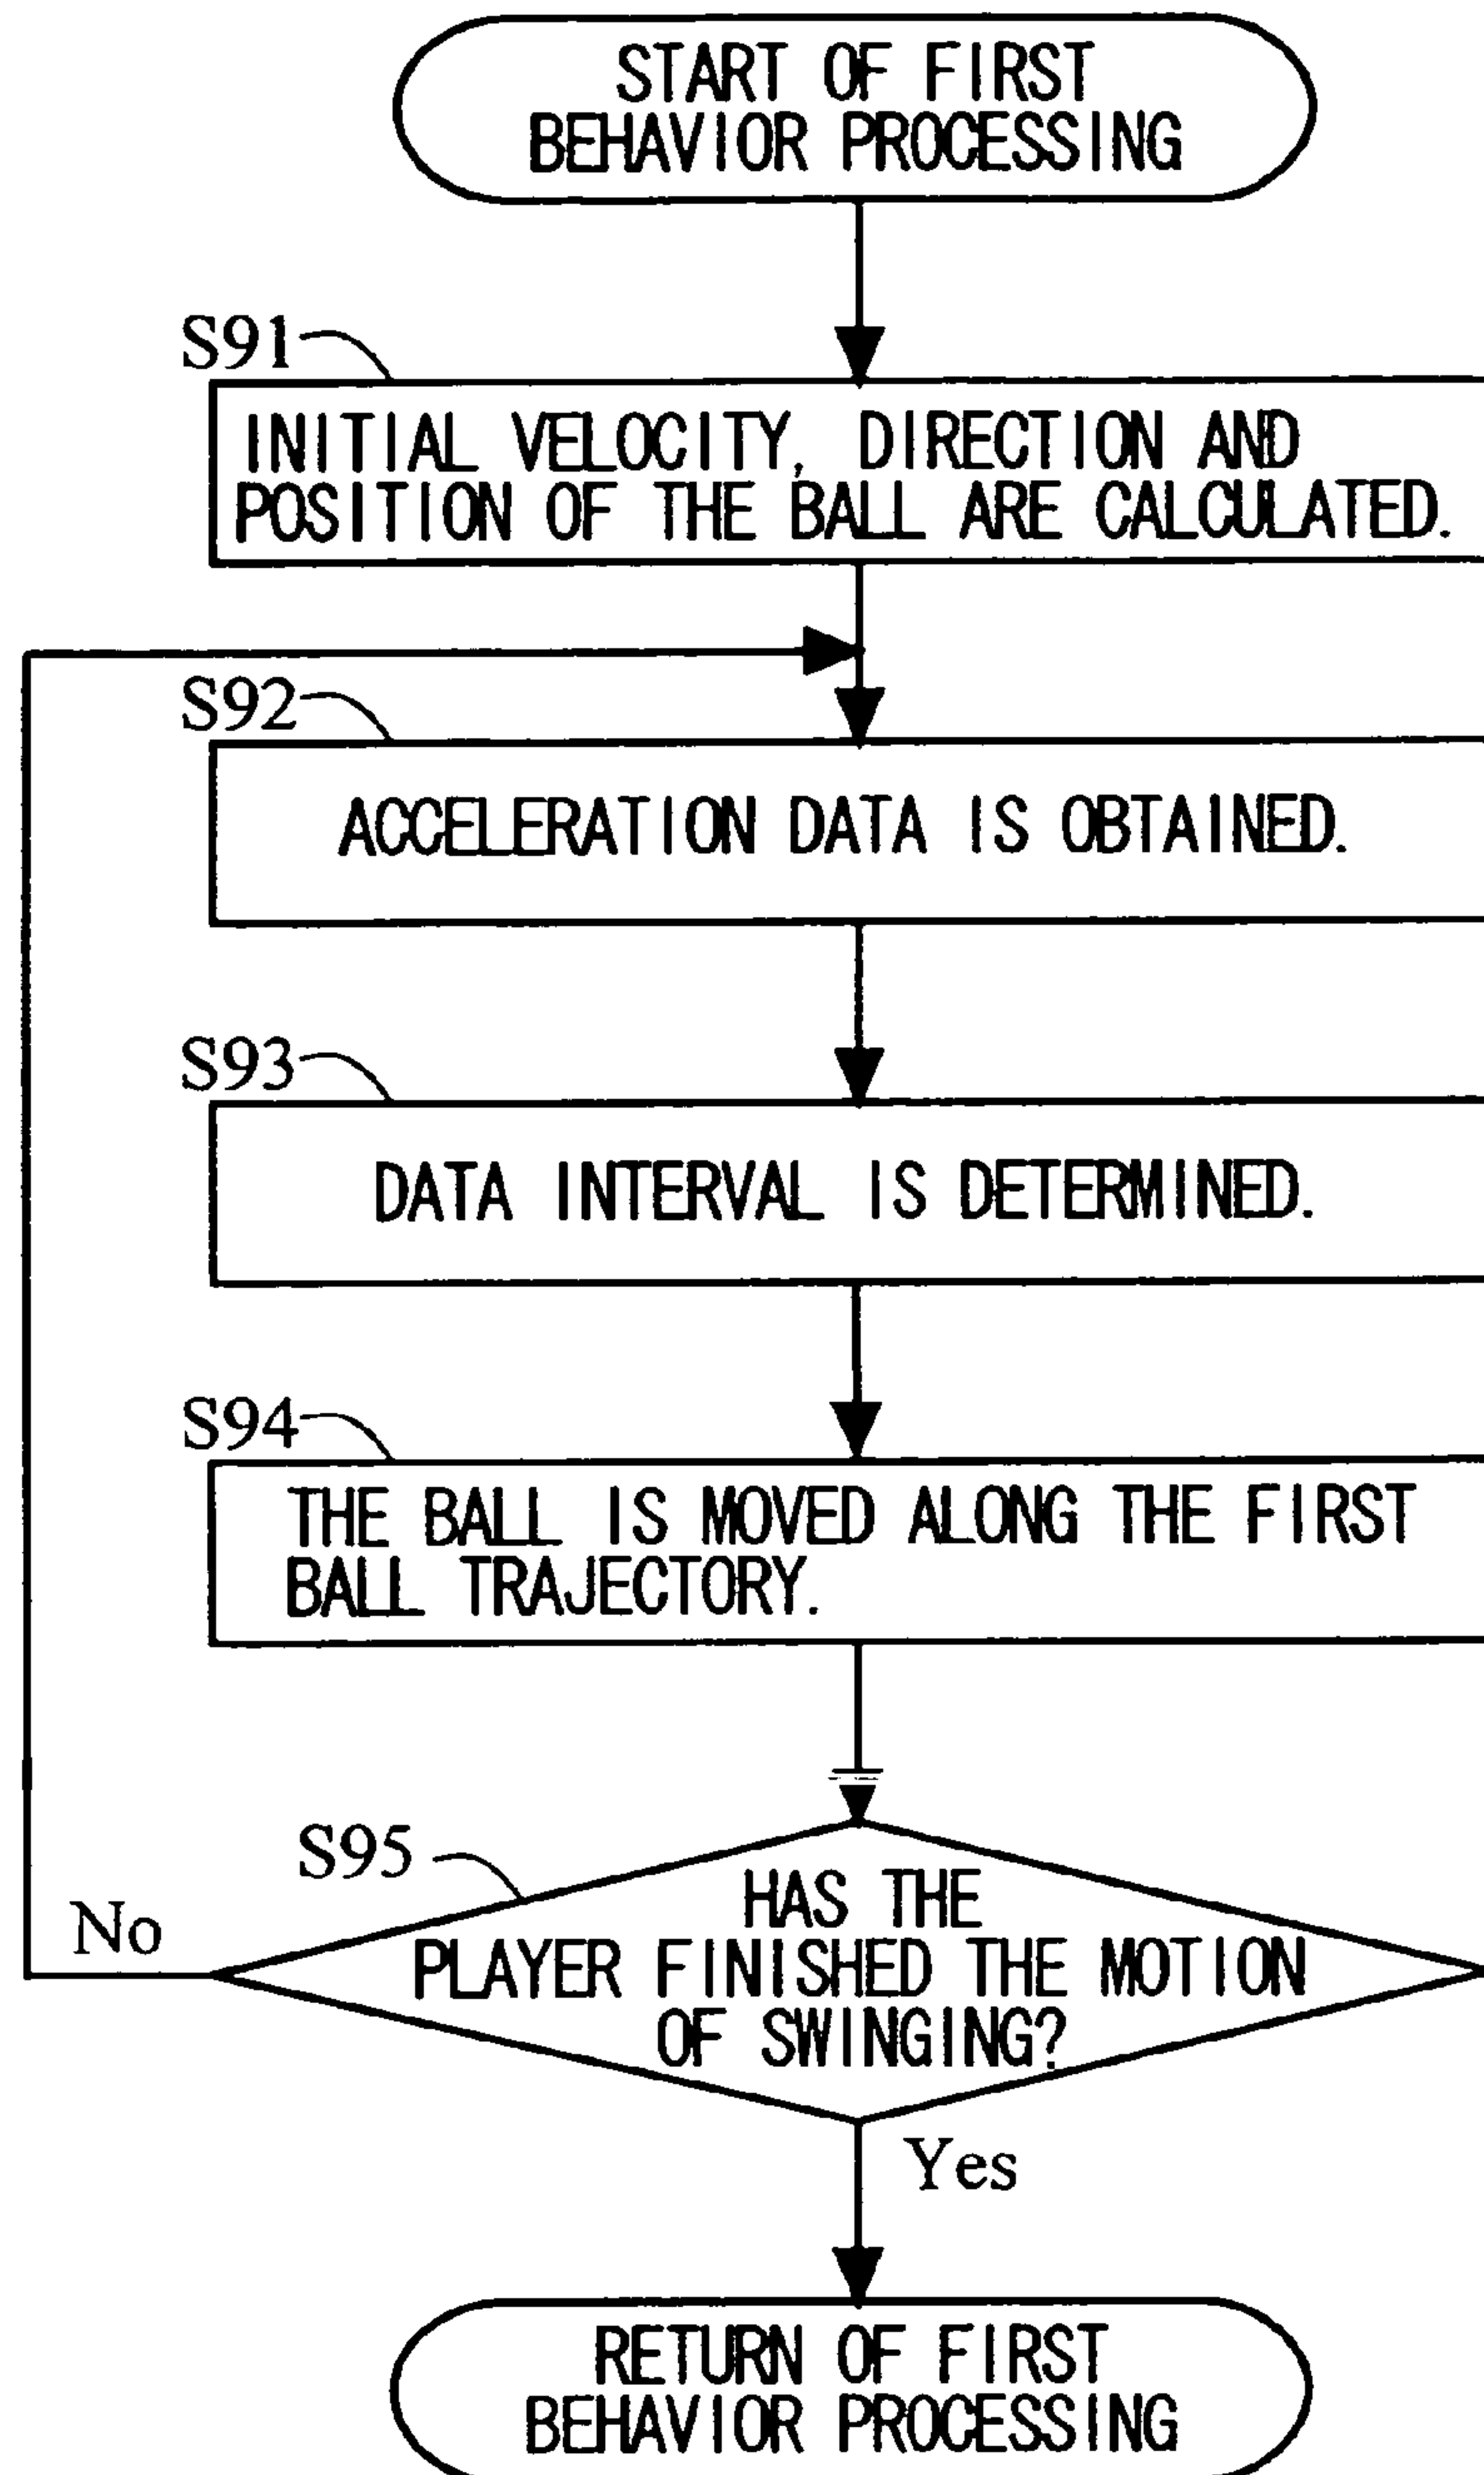 START OF FIRST
BEHAVIOR PROCESSING
S91
INITIAL VELOCITY, DIRECTION AND
POSITION OF THE BALL ARE CALCULATED.
S92
ACCELERATION DATA IS OBTAINED.
S93
DATA INTERVAL IS DETERMINED.
S94
THE BALL IS MOVED ALONG THE FIRST
BALL TRAJECTORY.
S95
No
HAS THE
PLAYER FINISHED THE MOTION
OF SWINGING?
Yes
RETURN OF FIRST
BEHAVIOR PROCESSING